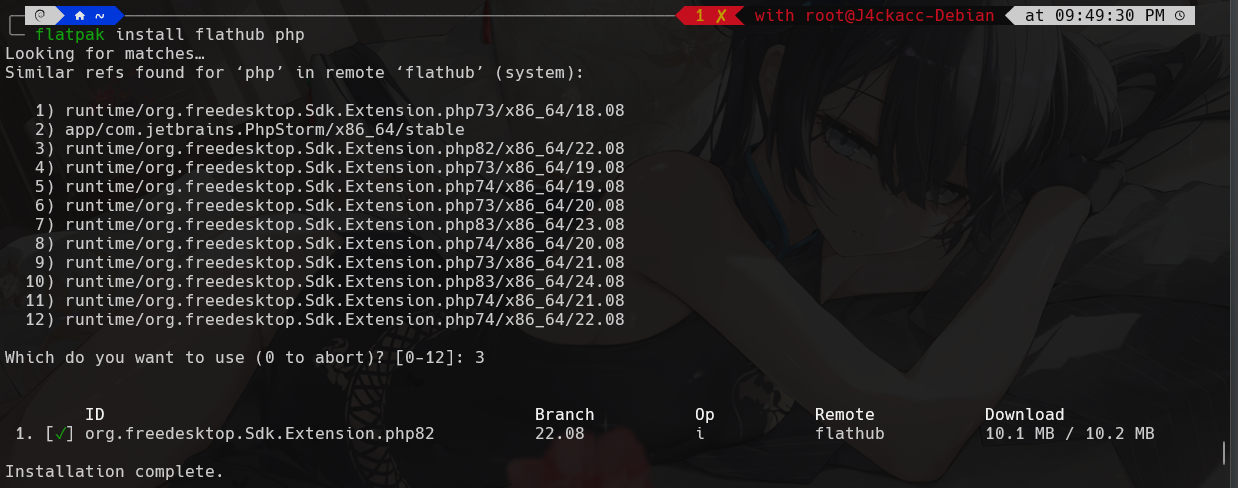 ~ 1 ✘ with root@J4ckacc-Debian at 09:49:30 PM
flatpak install flathub php
Looking for matches…
Similar refs found for ‘php’ in remote ‘flathub’ (system):
1) runtime/org.freedesktop.Sdk.Extension.php73/x86_64/18.08
2) app/com.jetbrains.PhpStorm/x86_64/stable
3) runtime/org.freedesktop.Sdk.Extension.php82/x86_64/22.08
4) runtime/org.freedesktop.Sdk.Extension.php73/x86_64/19.08
5) runtime/org.freedesktop.Sdk.Extension.php74/x86_64/19.08
6) runtime/org.freedesktop.Sdk.Extension.php73/x86_64/20.08
7) runtime/org.freedesktop.Sdk.Extension.php83/x86_64/23.08
8) runtime/org.freedesktop.Sdk.Extension.php74/x86_64/20.08
9) runtime/org.freedesktop.Sdk.Extension.php73/x86_64/21.08
10) runtime/org.freedesktop.Sdk.Extension.php83/x86_64/24.08
11) runtime/org.freedesktop.Sdk.Extension.php74/x86_64/21.08
12) runtime/org.freedesktop.Sdk.Extension.php74/x86_64/22.08
Which do you want to use (0 to abort)? [0-12]: 3
ID Branch Op Remote Download
1. [✓] org.freedesktop.Sdk.Extension.php82 22.08 i flathub 10.1 MB / 10.2 MB
Installation complete.